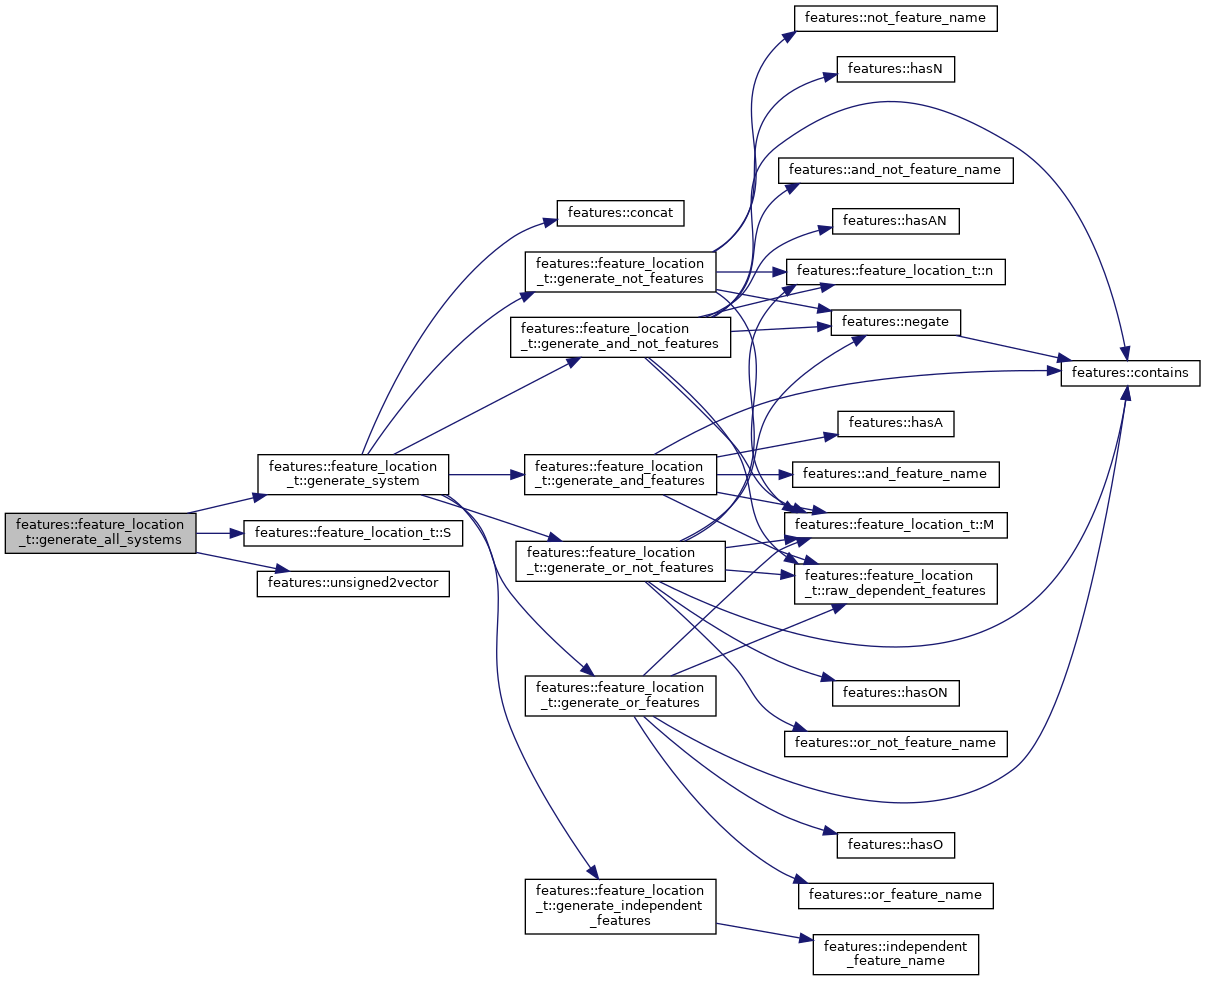 features::not_feature_name
features::hasN
features::and_not_feature_name
features::concat
features::hasAN
features::feature_location
_t::generate_not_features
features::feature_location_t::n
features::negate
features::feature_location
_t::generate_and_not_features
features::contains
features::hasA
features::feature_location
_t::generate_system
features::feature_location
_t::generate_and_features
features::and_feature_name
features::feature_location
_t::generate_all_systems
features::feature_location_t::S
features::feature_location_t::M
features::unsigned2vector
features::feature_location
_t::generate_or_not_features
features::feature_location
_t::raw_dependent_features
features::feature_location
_t::generate_or_features
features::hasON
features::or_not_feature_name
features::hasO
features::feature_location
_t::generate_independent
_features
features::or_feature_name
features::independent
_feature_name